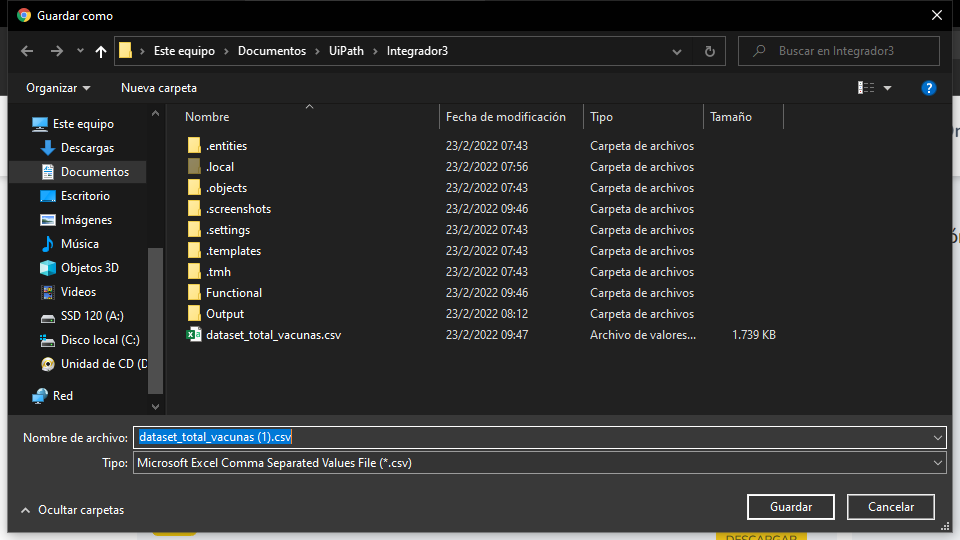 Guardar como
Este equipo > Documentos > UiPath > Integrador3
Buscar en Integrador3
Organizar Nueva carpeta
Este equipo
Descargas
Documentos
Escritorio
Imágenes
Música
Objetos 3D
Videos
SSD 120 (A:)
Disco local (C:)
Unidad de CD (D
Red
Nombre Fecha de modificación Tipo Tamaño
.entities 23/2/2022 07:43 Carpeta de archivos
.local 23/2/2022 07:56 Carpeta de archivos
.objects 23/2/2022 07:43 Carpeta de archivos
.screenshots 23/2/2022 09:46 Carpeta de archivos
.settings 23/2/2022 07:43 Carpeta de archivos
.templates 23/2/2022 07:43 Carpeta de archivos
.tmh 23/2/2022 07:43 Carpeta de archivos
Functional 23/2/2022 09:46 Carpeta de archivos
Output 23/2/2022 08:12 Carpeta de archivos
dataset_total_vacunas.csv 23/2/2022 09:47 Archivo de valores... 1.739 KB
Nombre de archivo: dataset_total_vacunas (1).csv
Tipo: Microsoft Excel Comma Separated Values File (*.csv)
Ocultar carpetas
Guardar Cancelar
DESCARGAR